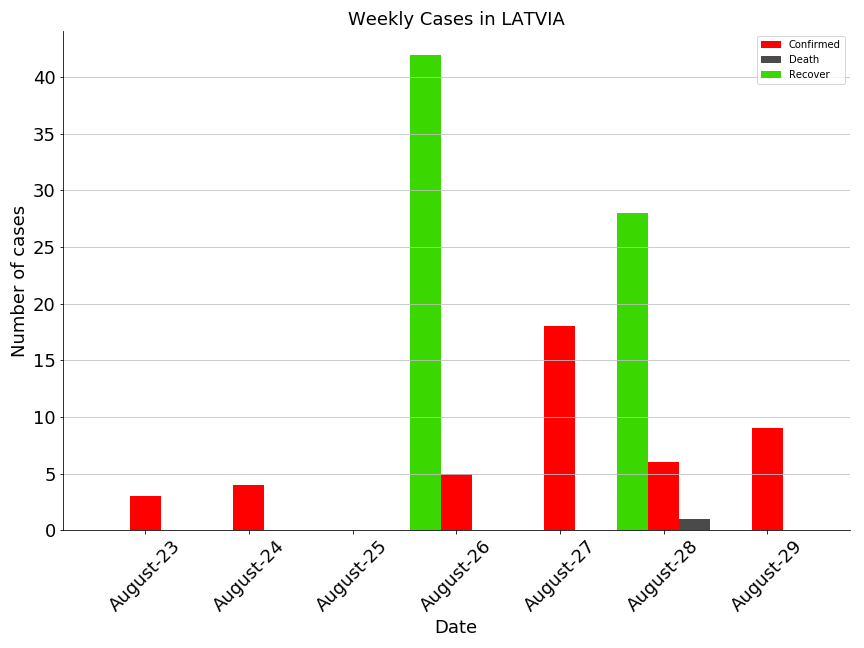 Weekly Cases in LATVIA
Confirmed
Death
Recover
Number of cases
40
35
30
25
20
15
10
5
0
August-23
August-24
August-25
August-26
August-27
August-28
August-29
Date